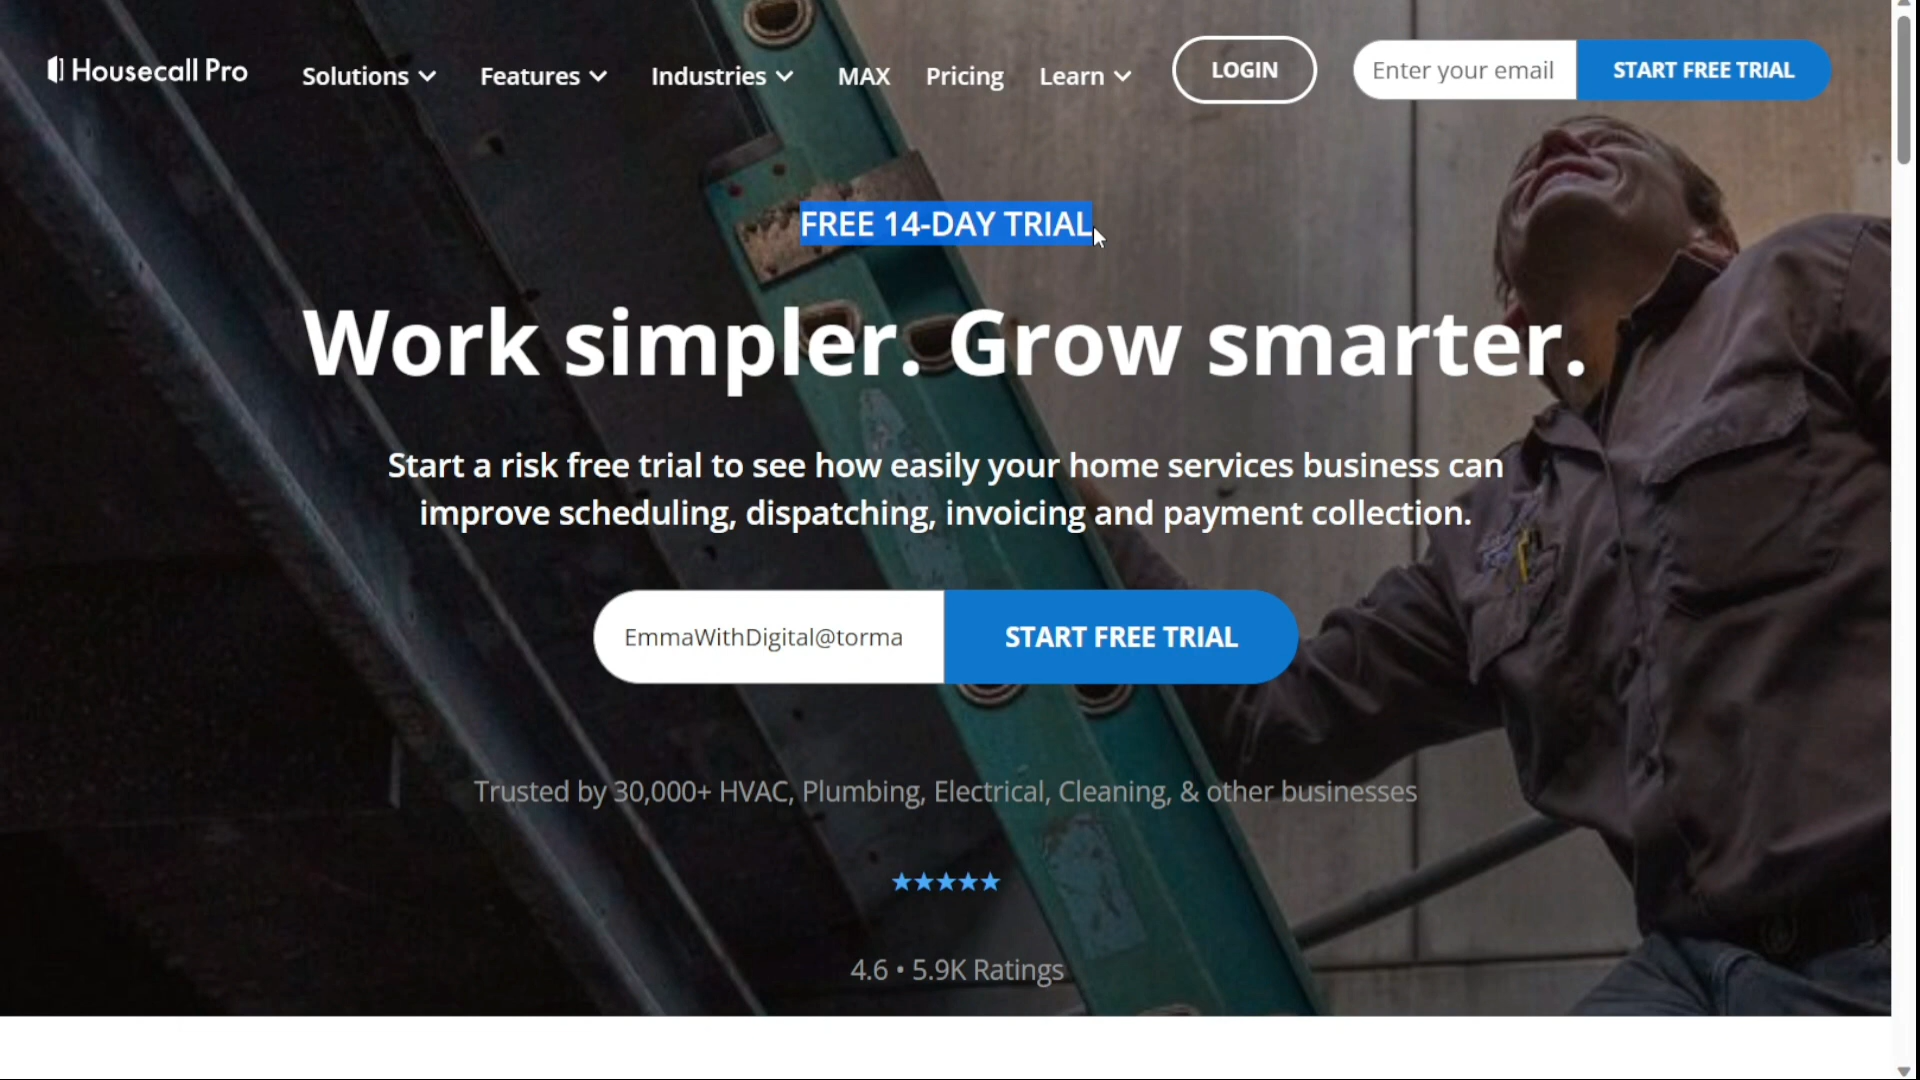 Housecall Pro
Solutions
Features
Industries
MAX
Pricing
Learn
LOGIN
Enter your email
START FREE TRIAL
FREE 14-DAY TRIAL
Work simpler. Grow smarter.
Start a risk free trial to see how easily your home services business can
improve scheduling, dispatching, invoicing and payment collection.
EmmaWithDigital@torma
START FREE TRIAL
Trusted by 30,000+ HVAC, Plumbing, Electrical, Cleaning, & other businesses
4.6 • 5.9K Ratings